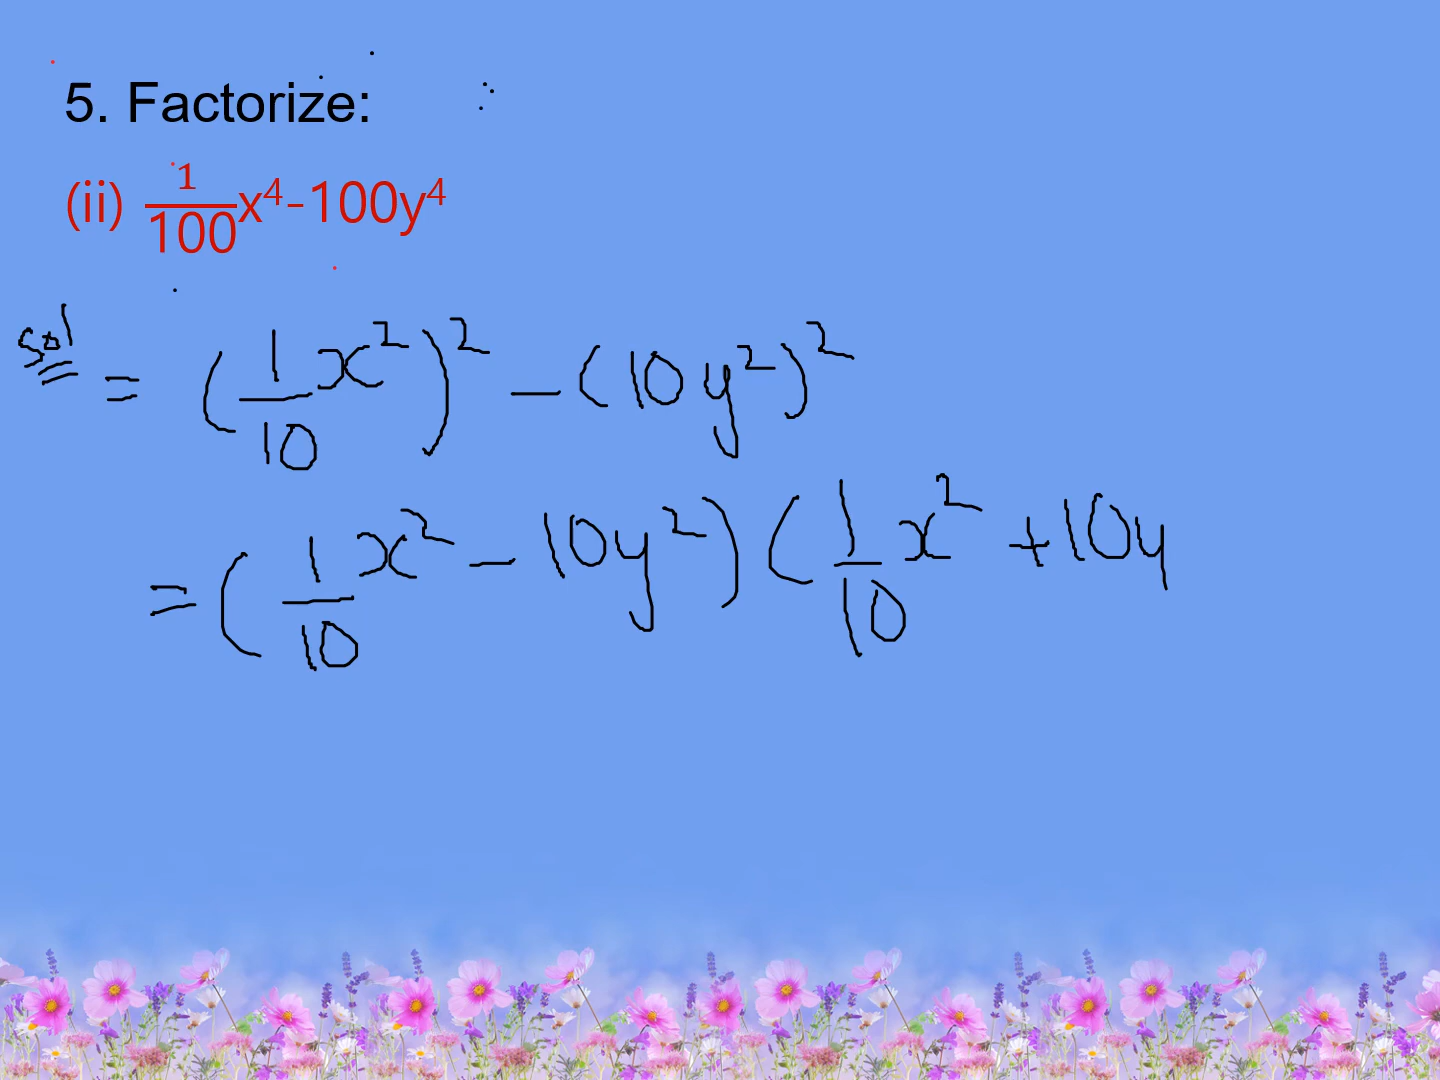 5. Factorize:
(ii) 1/100 x⁴-100y⁴
Sol
= (1/10 x²)² - (10y²)²
= (1/10 x² - 10y²) (1/10 x² + 10y